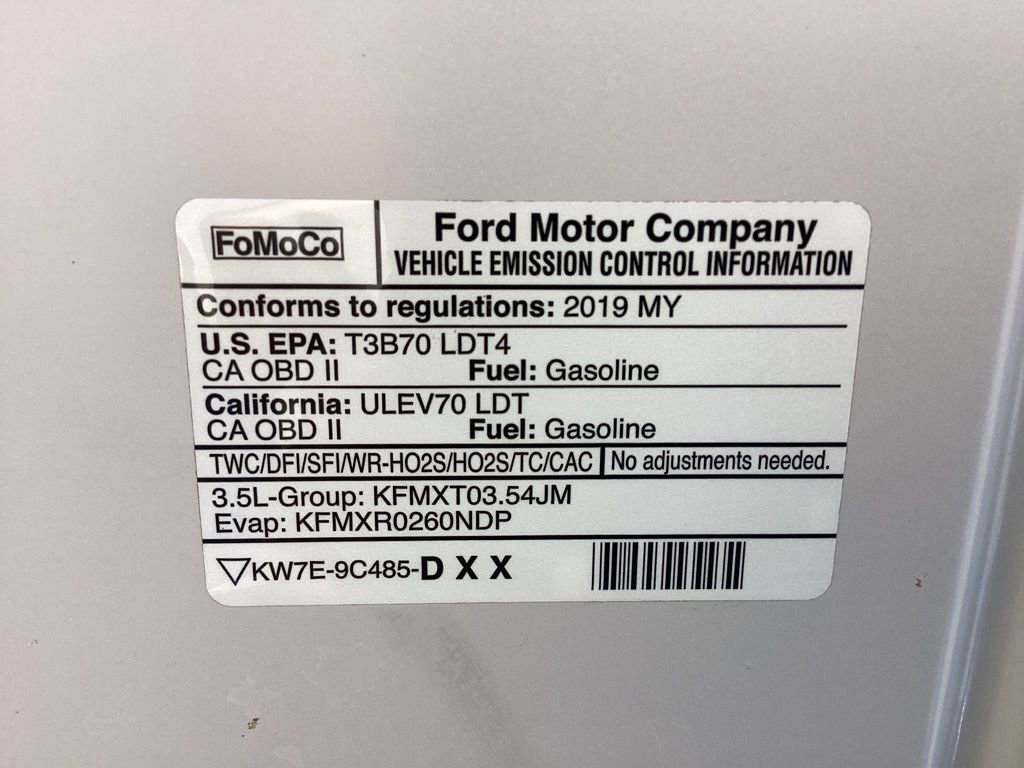 FoMoCo
Ford Motor Company
VEHICLE EMISSION CONTROL INFORMATION
Conforms to regulations: 2019 MY
U.S. EPA: T3B70 LDT4
CA OBD II Fuel: Gasoline
California: ULEV70 LDT
CA OBD II Fuel: Gasoline
TWC/DFI/SFI/WR-HO2S/HO2S/TC/CAC No adjustments needed.
3.5L-Group: KFMXT03.54JM
Evap: KFMXR0260NDP
▽KW7E-9C485-D X X